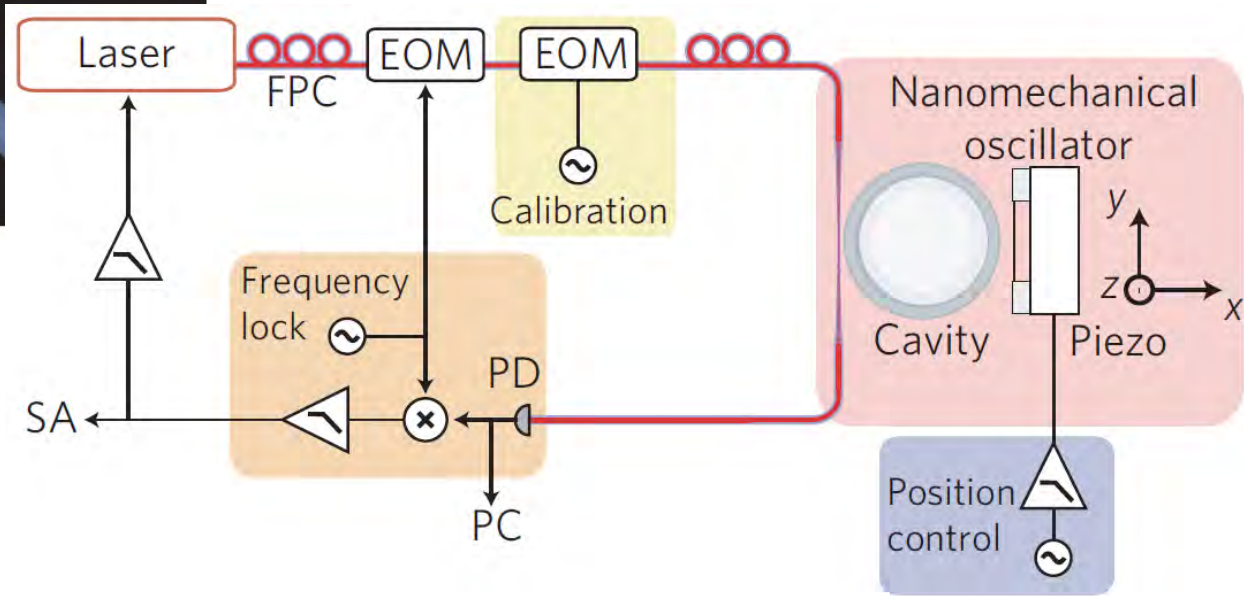 Laser
EOM
EOM
FPC
Calibration
Nanomechanical
oscillator
y
z
x
Cavity
Piezo
Frequency
lock
PD
SA
PC
Position
control